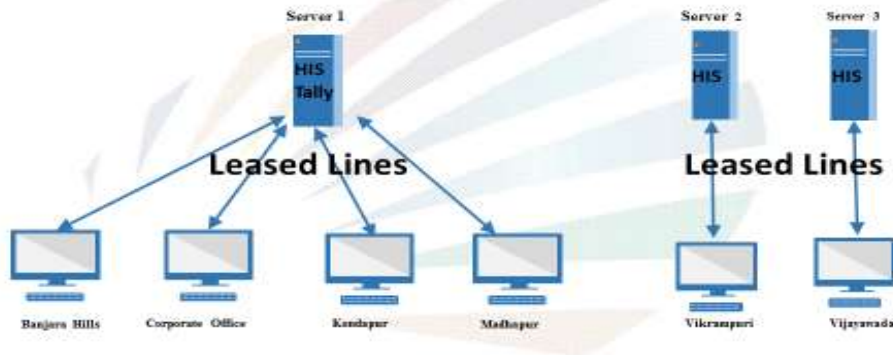 Server 1
Server 2
Server 3
HIS
Tally
HIS
HIS
Leased Lines
Leased Lines
Banjara Hills
Corporate Office
Kondapur
Madhapur
Vikrampuri
Vijayawada